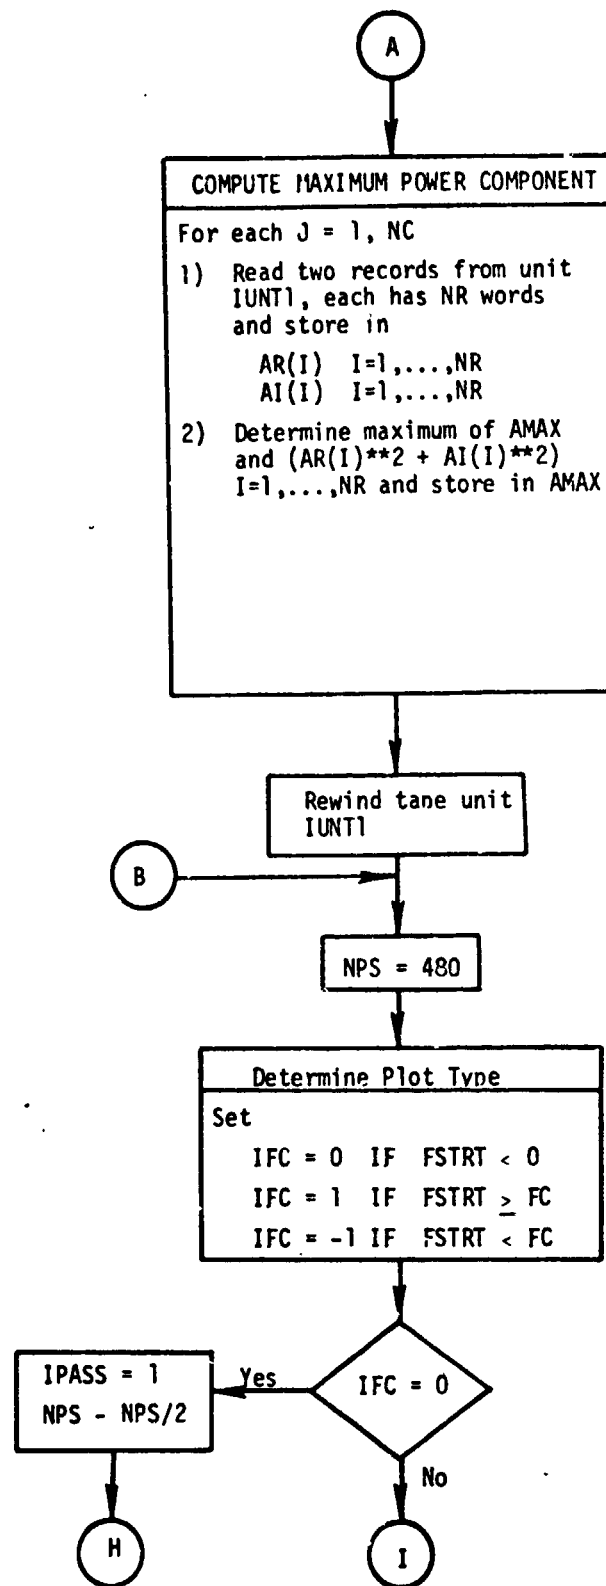 A
COMPUTE MAXIMUM POWER COMPONENT
For each J = 1, NC
1) Read two records from unit
IUNT1, each has NR words
and store in
AR(I) I=1,...,NR
AI(I) I=1,...,NR
2) Determine maximum of AMAX
and (AR(I)**2 + AI(I)**2)
I=1,...,NR and store in AMAX
Rewind tane unit
IUNT1
B
NPS = 480
Determine Plot Type
Set
IFC = 0 IF FSTRT < 0
IFC = 1 IF FSTRT ≥ FC
IFC = -1 IF FSTRT < FC
IPASS = 1
NPS - NPS/2
Yes
IFC = 0
No
H
I